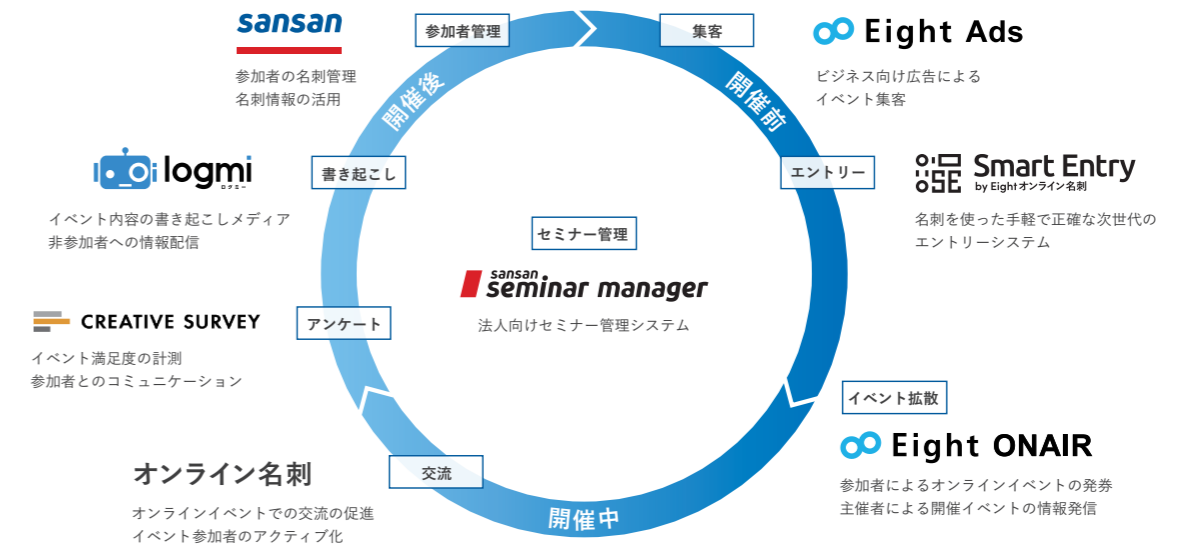 sansan
参加者の名刺管理
名刺情報の活用
参加者管理
集客
Eight Ads
ビジネス向け広告による
イベント集客
開催後
開催前
logmi
ログミー
イベント内容の書き起こしメディア
非参加者への情報配信
書き起こし
エントリー
Smart Entry
by Eightオンライン名刺
名刺を使った手軽で正確な次世代の
エントリーシステム
セミナー管理
sansan
seminar manager
法人向けセミナー管理システム
CREATIVE SURVEY
イベント満足度の計測
参加者とのコミュニケーション
アンケート
イベント拡散
Eight ONAIR
参加者によるオンラインイベントの発券
主催者による開催イベントの情報発信
オンライン名刺
オンラインイベントでの交流の促進
イベント参加者のアクティブ化
交流
開催中